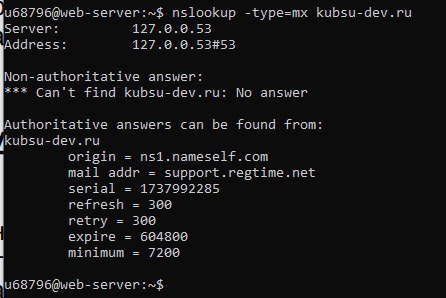 u68796@web-server:~$ nslookup -type=mx kubsu-dev.ru
Server:         127.0.0.53
Address:        127.0.0.53#53

Non-authoritative answer:
*** Can't find kubsu-dev.ru: No answer

Authoritative answers can be found from:
kubsu-dev.ru
        origin = ns1.nameself.com
        mail addr = support.regtime.net
        serial = 1737992285
        refresh = 300
        retry = 300
        expire = 604800
        minimum = 7200

u68796@web-server:~$